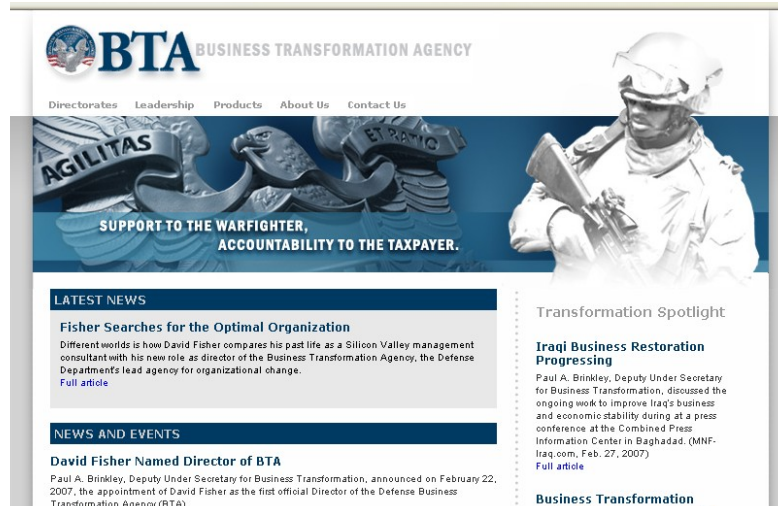 BTA BUSINESS TRANSFORMATION AGENCY
Directorates Leadership Products About Us Contact Us
AGILITAS ET RATIO
SUPPORT TO THE WARFIGHTER,
ACCOUNTABILITY TO THE TAXPAYER.
LATEST NEWS
Fisher Searches for the Optimal Organization
Different worlds is how David Fisher compares his past life as a Silicon Valley management
consultant with his new role as director of the Business Transformation Agency, the Defense
Department's lead agency for organizational change.
Full article
NEWS AND EVENTS
David Fisher Named Director of BTA
Paul A. Brinkley, Deputy Under Secretary for Business Transformation, announced on February 22,
2007, the appointment of David Fisher as the first official Director of the Defense Business
Transformation Agency (BTA)
Transformation Spotlight
Iraqi Business Restoration
Progressing
Paul A. Brinkley, Deputy Under Secretary
for Business Transformation, discussed the
ongoing work to improve Iraq's business
and economic stability during at a press
conference at the Combined Press
Information Center in Baghadad. (MNF-
Iraq.com, Feb. 27, 2007)
Full article
Business Transformation